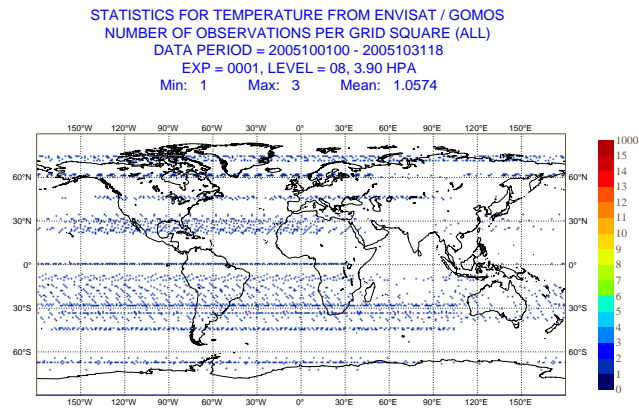 STATISTICS FOR TEMPERATURE FROM ENVISAT / GOMOS
NUMBER OF OBSERVATIONS PER GRID SQUARE (ALL)
DATA PERIOD = 2005100100 - 2005103118
EXP = 0001, LEVEL = 08, 3.90 HPA
Min: 1 Max: 3 Mean: 1.0574
150°W 120°W 90°W 60°W 30°W 0° 30°E 60°E 90°E 120°E 150°E
60°N 60°N
30°N 30°N
0° 0°
30°S 30°S
60°S 60°S
150°W 120°W 90°W 60°W 30°W 0° 30°E 60°E 90°E 120°E 150°E
1000
15
14
13
12
11
10
9
8
7
6
5
4
3
2
1
0